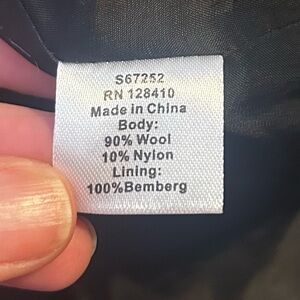 S67252
RN 128410
Made in China
Body:
90% Wool
10% Nylon
Lining:
100%Bemberg